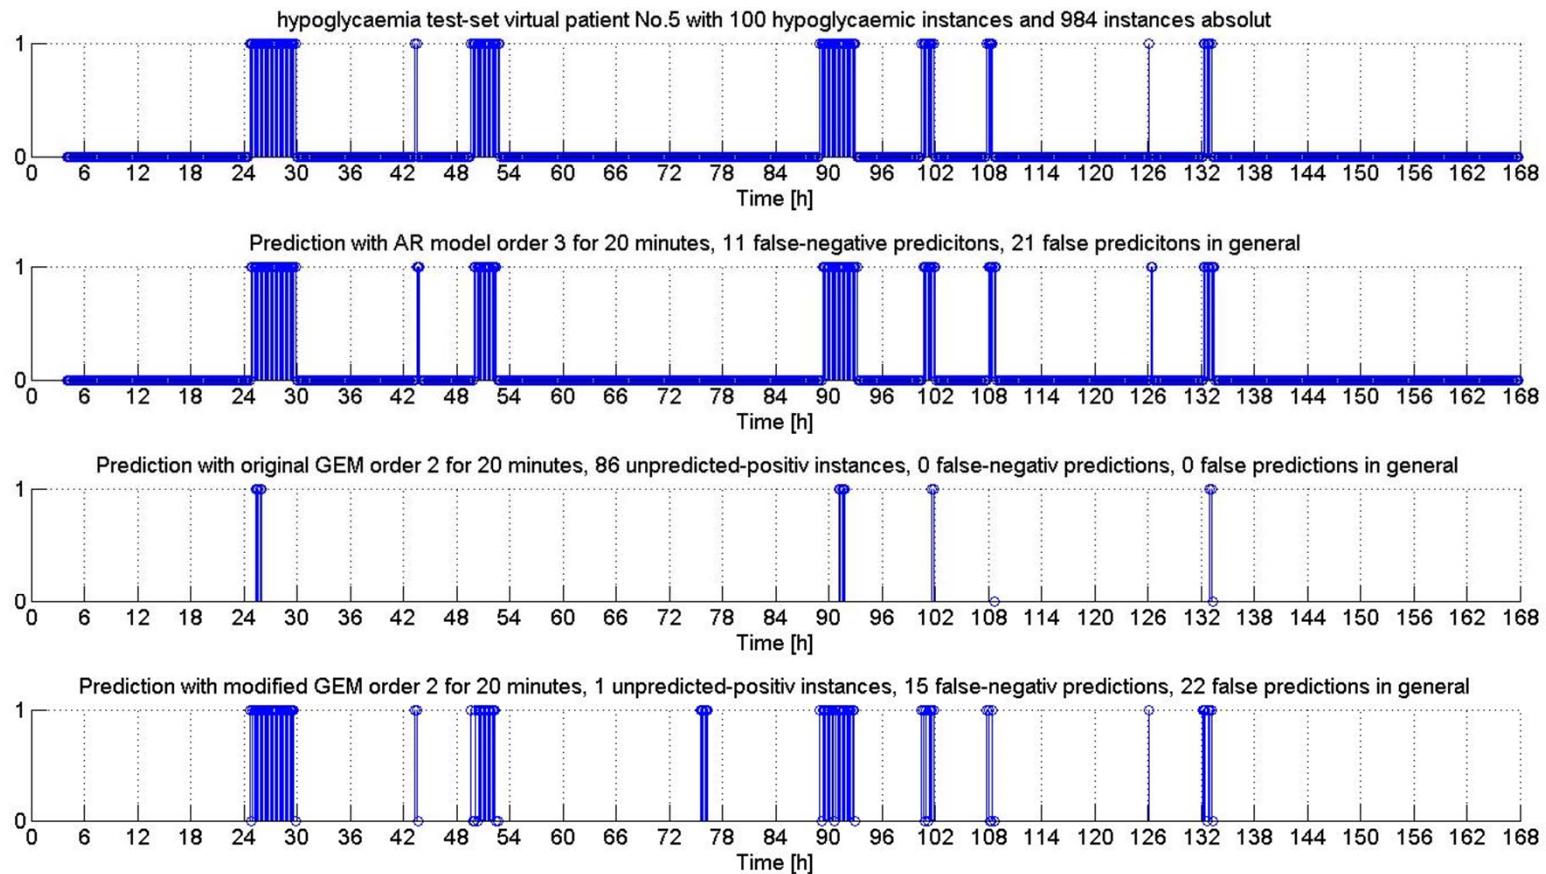 hypoglycaemia test-set virtual patient No.5 with 100 hypoglycaemic instances and 984 instances absolut
1
0
0 6 12 18 24 30 36 42 48 54 60 66 72 78 84 90 96 102 108 114 120 126 132 138 144 150 156 162 168
Time [h]
Prediction with AR model order 3 for 20 minutes, 11 false-negative predicitons, 21 false predicitons in general
1
0
0 6 12 18 24 30 36 42 48 54 60 66 72 78 84 90 96 102 108 114 120 126 132 138 144 150 156 162 168
Time [h]
Prediction with original GEM order 2 for 20 minutes, 86 unpredicted-positiv instances, 0 false-negativ predictions, 0 false predictions in general
1
0
0 6 12 18 24 30 36 42 48 54 60 66 72 78 84 90 96 102 108 114 120 126 132 138 144 150 156 162 168
Time [h]
Prediction with modified GEM order 2 for 20 minutes, 1 unpredicted-positiv instances, 15 false-negativ predictions, 22 false predictions in general
1
0
0 6 12 18 24 30 36 42 48 54 60 66 72 78 84 90 96 102 108 114 120 126 132 138 144 150 156 162 168
Time [h]